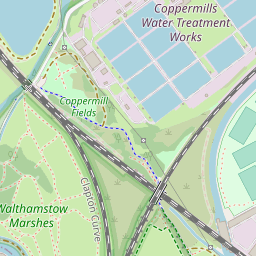 Coppermills
Water Treatment
Works
Coppermill
Fields
Clapton Curve
Walthamstow
Marshes